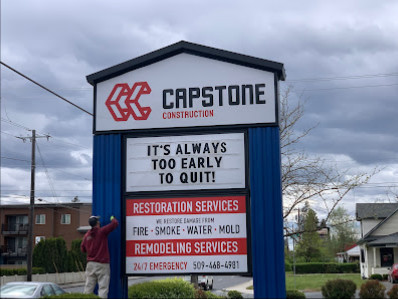 CAPSTONE
CONSTRUCTION
IT'S ALWAYS
TOO EARLY
TO QUIT!
RESTORATION SERVICES
WE RESTORE DAMAGE FROM
FIRE · SMOKE · WATER · MOLD
REMODELING SERVICES
24/7 EMERGENCY 509-468-4981